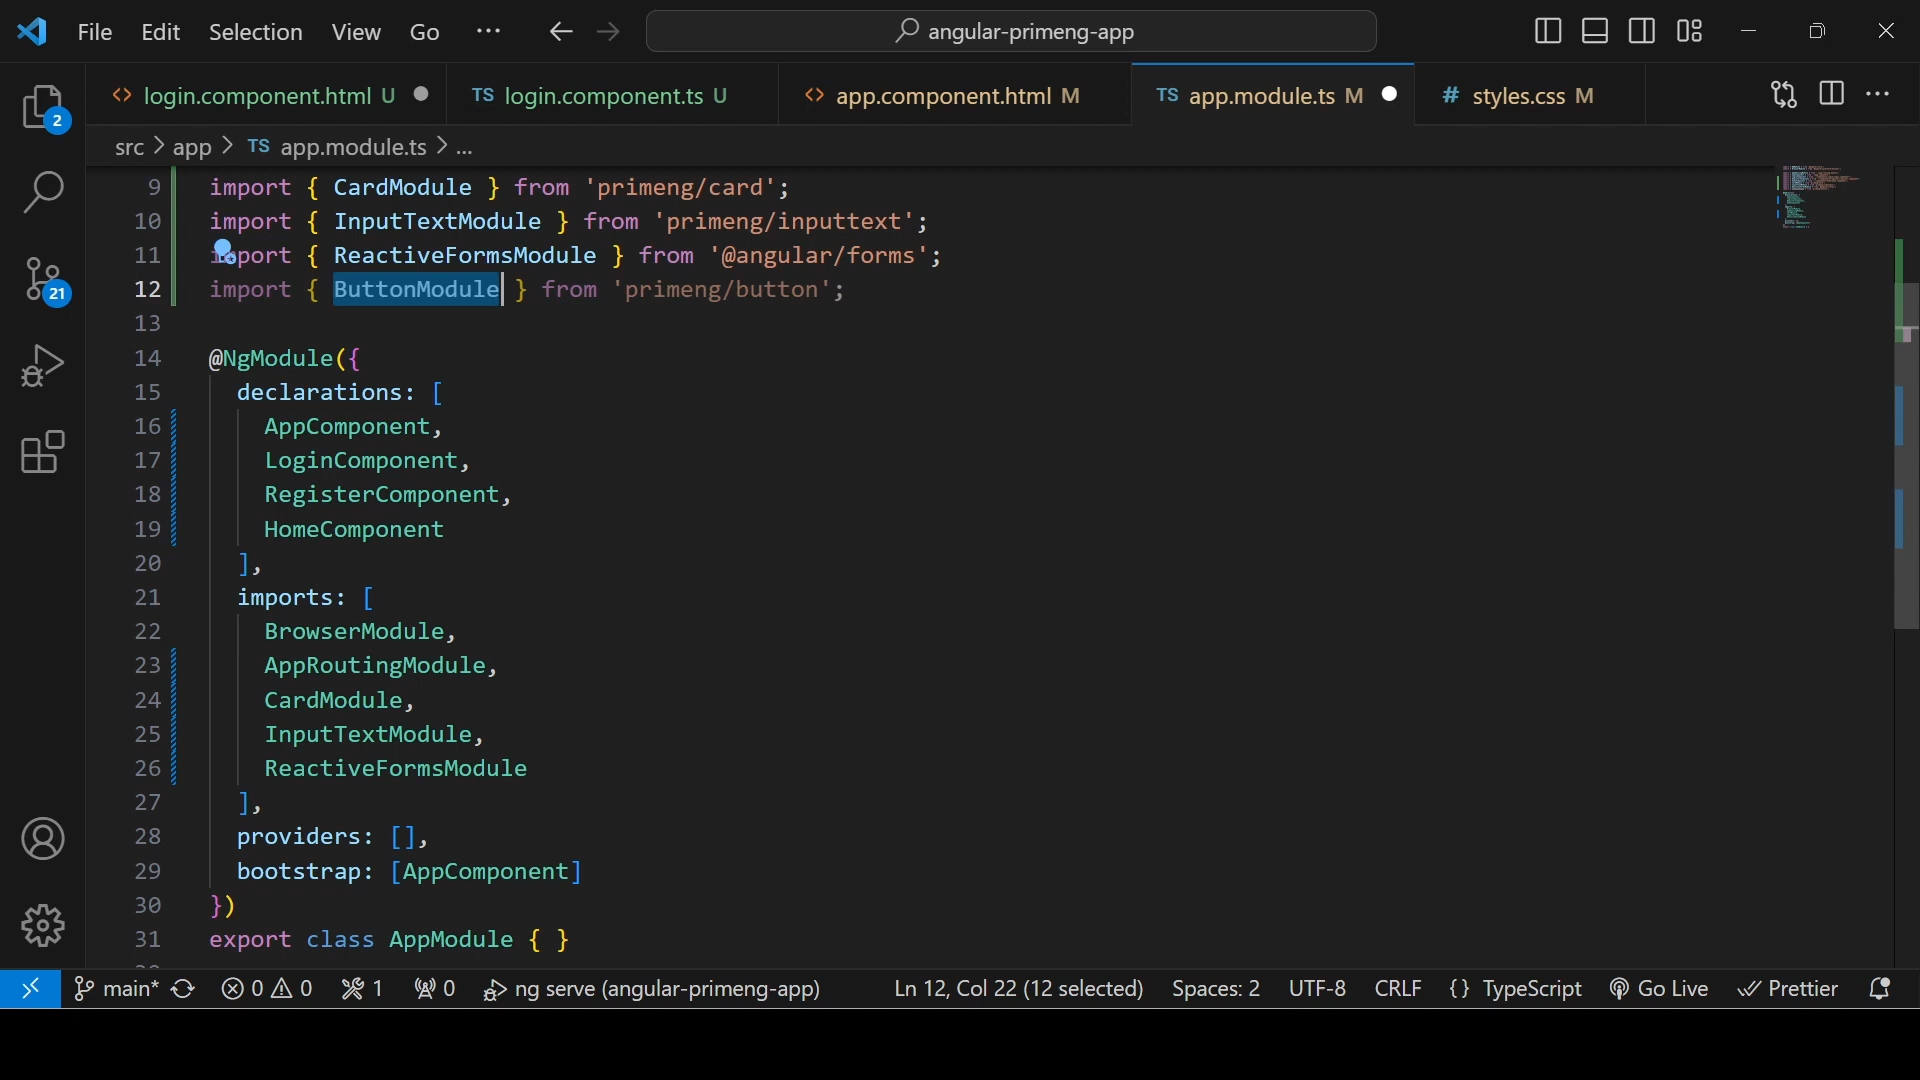 File Edit Selection View Go ··· angular-primeng-app
login.component.html U TS login.component.ts U app.component.html M TS app.module.ts M # styles.css M
src > app > TS app.module.ts > ...
2
21
9 import { CardModule } from 'primeng/card';
10 import { InputTextModule } from 'primeng/inputtext';
11 import { ReactiveFormsModule } from '@angular/forms';
12 import { ButtonModule } from 'primeng/button';
13
14 @NgModule({
15 declarations: [
16 AppComponent,
17 LoginComponent,
18 RegisterComponent,
19 HomeComponent
20 ],
21 imports: [
22 BrowserModule,
23 AppRoutingModule,
24 CardModule,
25 InputTextModule,
26 ReactiveFormsModule
27 ],
28 providers: [],
29 bootstrap: [AppComponent]
30 })
31 export class AppModule { }
main* 0 0 1 0 ng serve (angular-primeng-app) Ln 12, Col 22 (12 selected) Spaces: 2 UTF-8 CRLF {} TypeScript Go Live Prettier